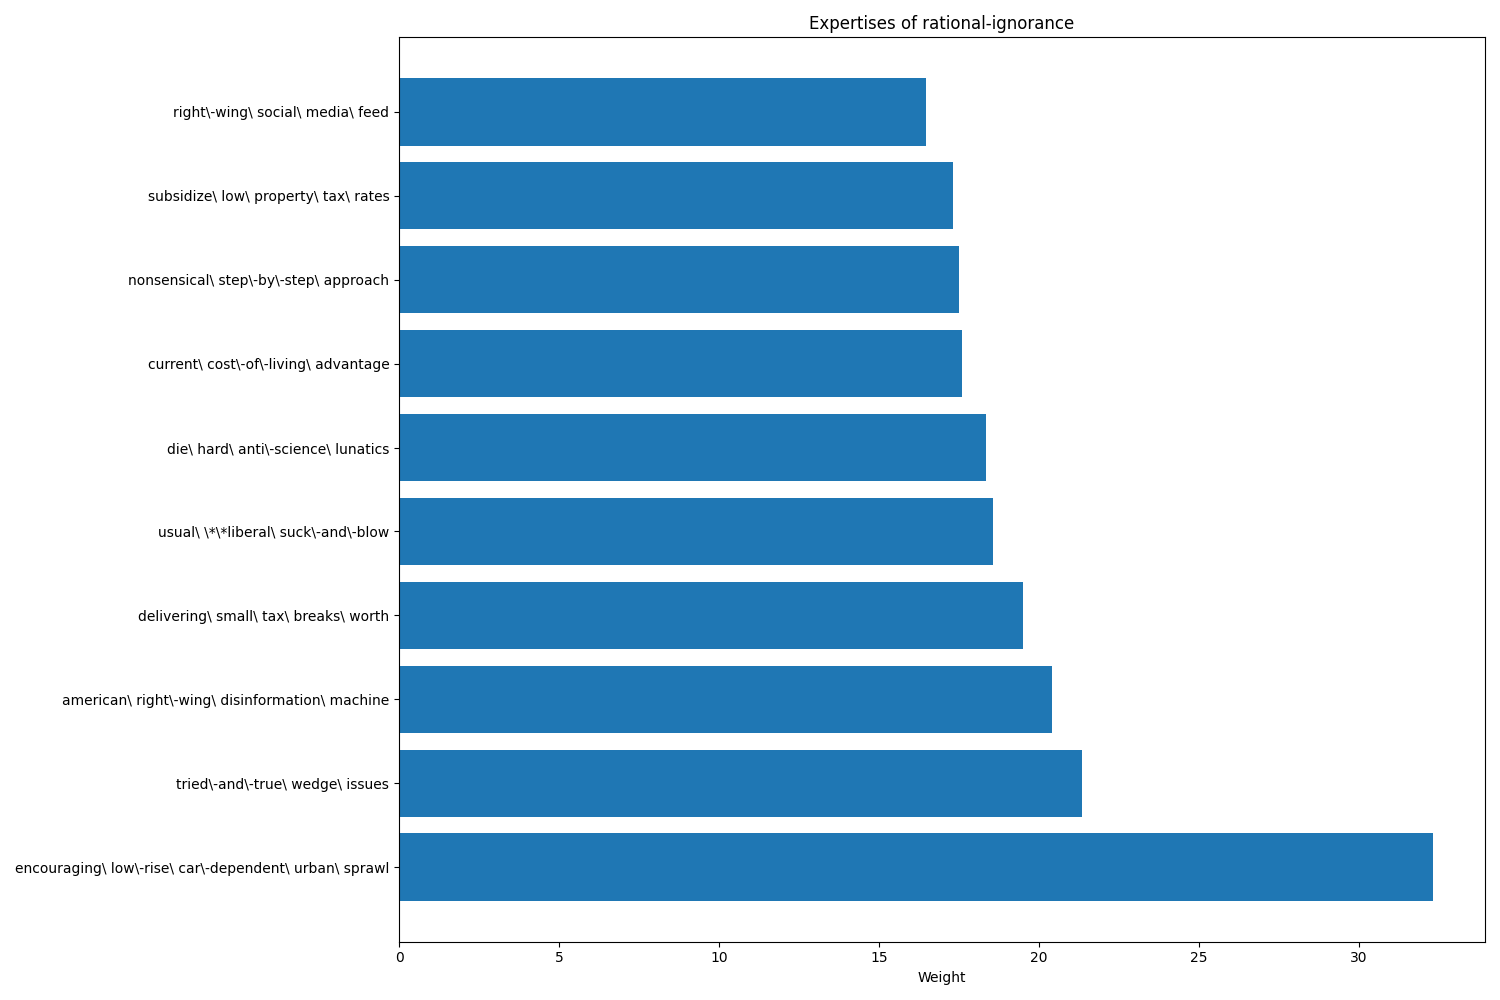 Expertises of rational-ignorance
right\-wing\ social\ media\ feed
subsidize\ low\ property\ tax\ rates
nonsensical\ step\-by\-step\ approach
current\ cost\-of\-living\ advantage
die\ hard\ anti\-science\ lunatics
usual\ \*\*liberal\ suck\-and\-blow
delivering\ small\ tax\ breaks\ worth
american\ right\-wing\ disinformation\ machine
tried\-and\-true\ wedge\ issues
encouraging\ low\-rise\ car\-dependent\ urban\ sprawl
0 5 10 15 20 25 30
Weight